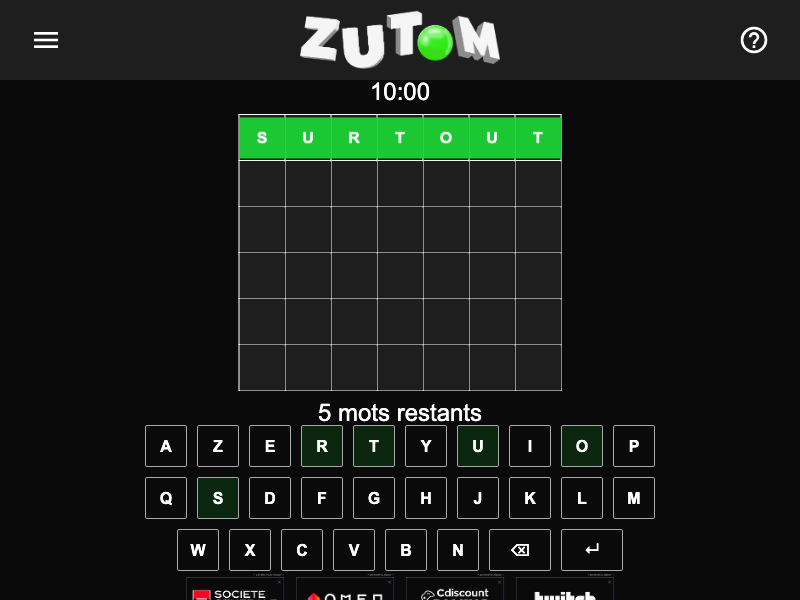 ZUTOM
10:00
S U R T O U T
5 mots restants
A Z E R T Y U I O P
Q S D F G H J K L M
W X C V B N
SOCIETE
OMEN
Cdiscount
twitch